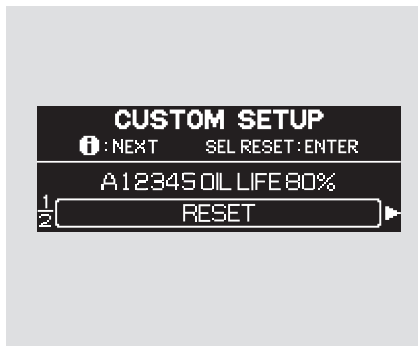 CUSTOM SETUP
i : NEXT SEL RESET : ENTER
A12345 OIL LIFE 80%
1/2 RESET